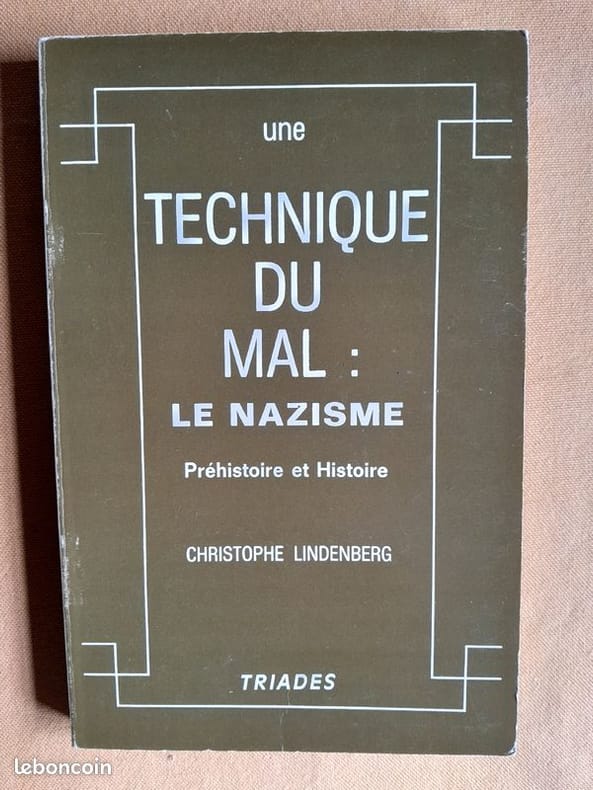 une
TECHNIQUE
DU
MAL :
LE NAZISME
Préhistoire et Histoire
CHRISTOPHE LINDENBERG
TRIADES
leboncoin